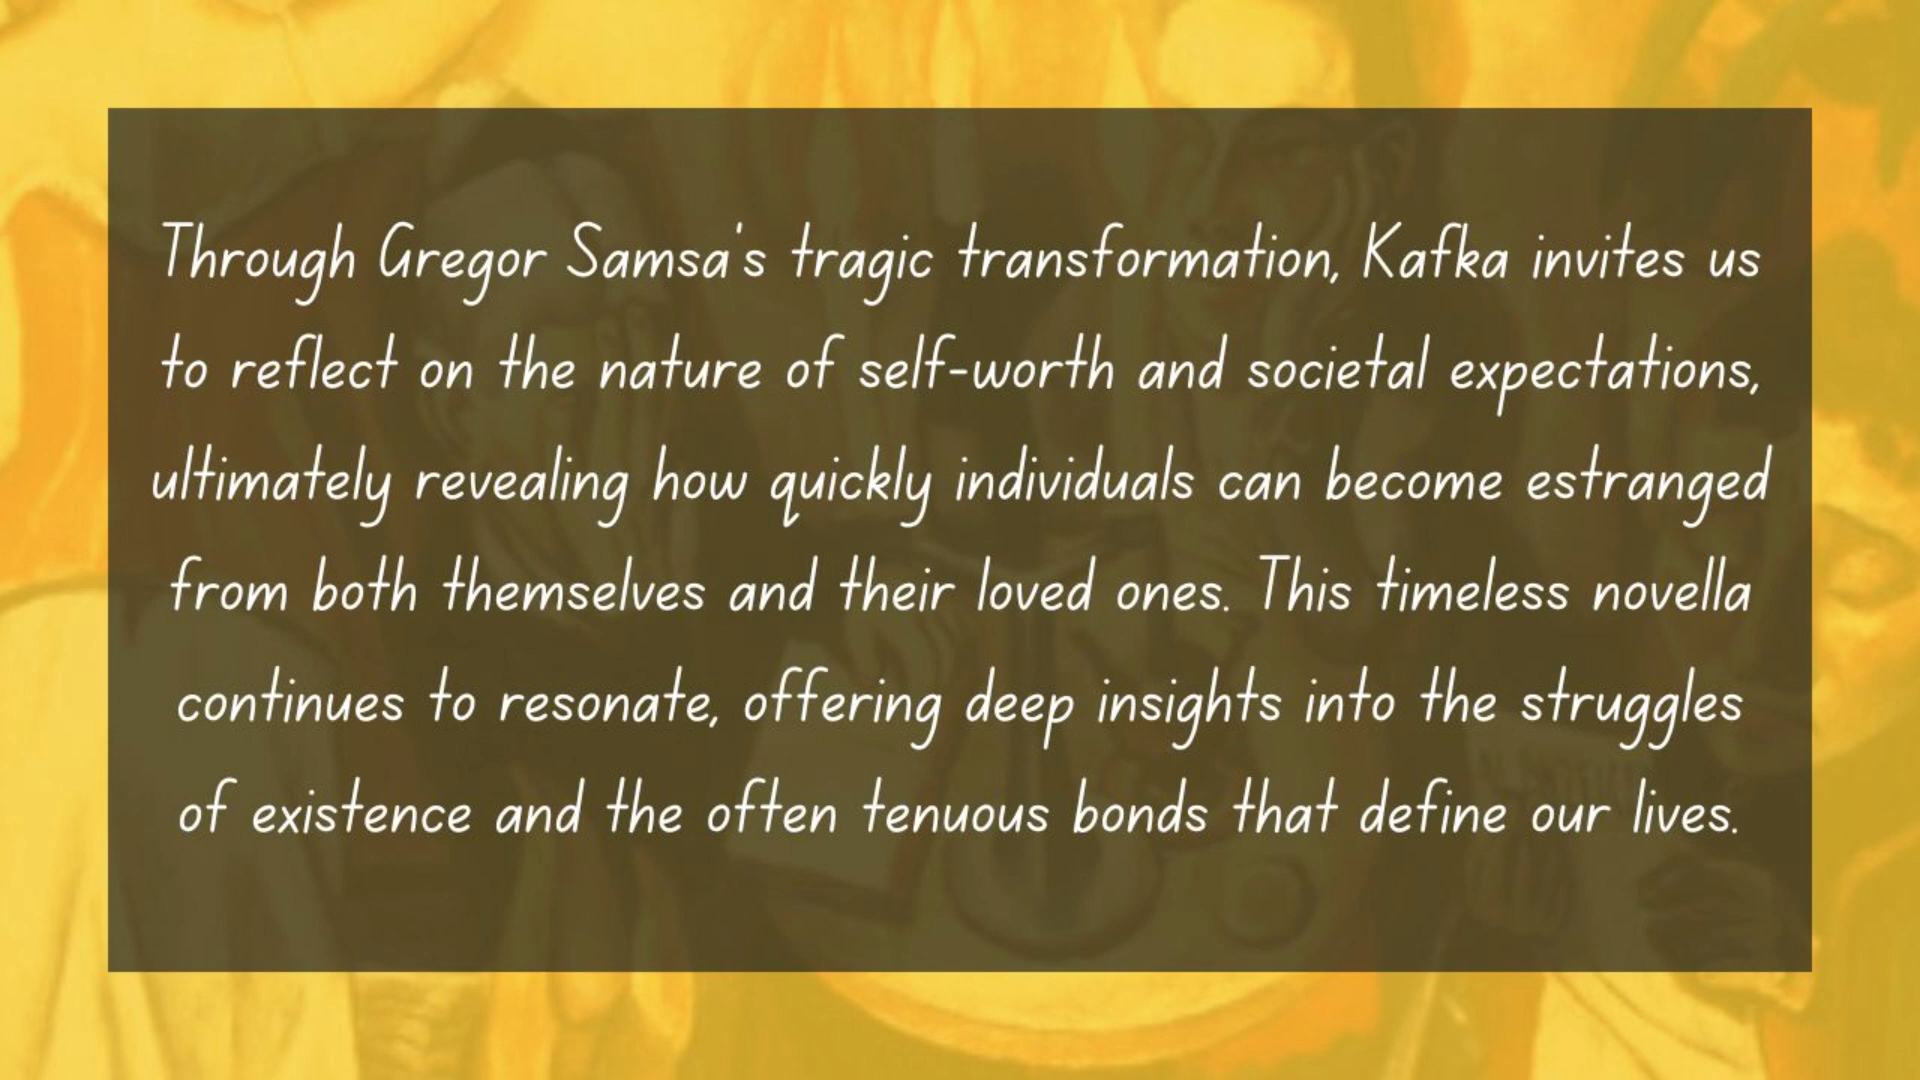 Through Gregor Samsa's tragic transformation, Kafka invites us
to reflect on the nature of self-worth and societal expectations,
ultimately revealing how quickly individuals can become estranged
from both themselves and their loved ones. This timeless novella
continues to resonate, offering deep insights into the struggles
of existence and the often tenuous bonds that define our lives.